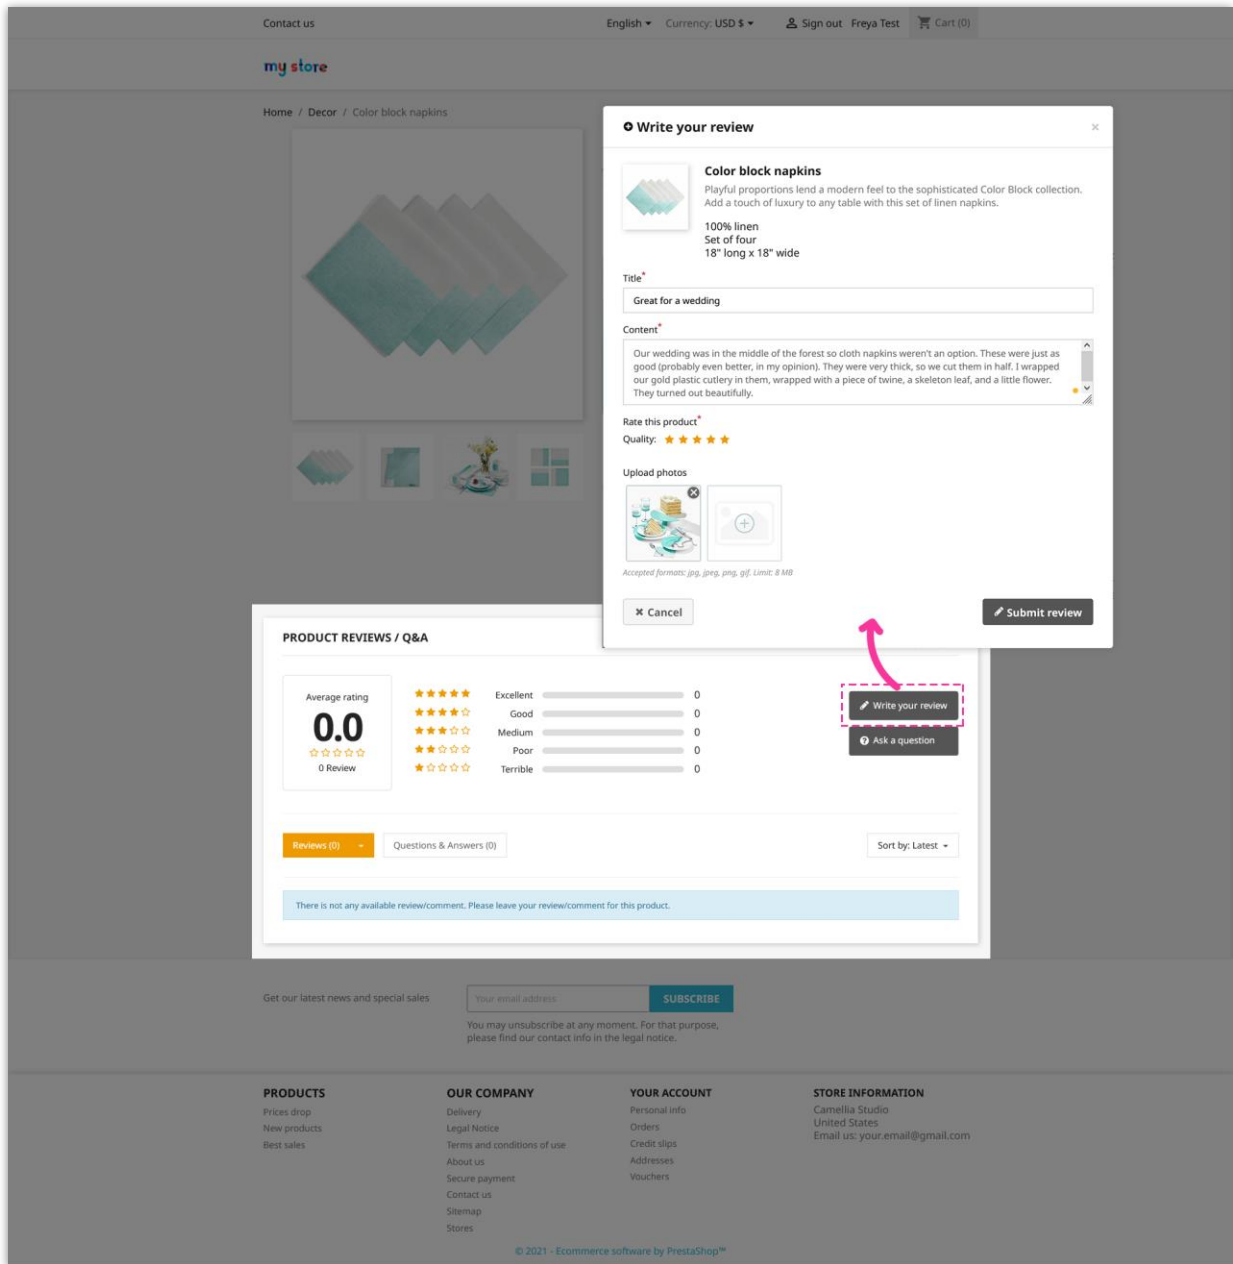 Contact us
English
Currency: USD $
Sign out
Freya Test
Cart (0)
my store
Home / Decor / Color block napkins
Write your review
×
Color block napkins
Playful proportions lend a modern feel to the sophisticated Color Block collection.
Add a touch of luxury to any table with this set of linen napkins.
100% linen
Set of four
18" long x 18" wide
Title*
Great for a wedding
Content*
Our wedding was in the middle of the forest so cloth napkins weren't an option. These were just as
good (probably even better, in my opinion). They were very thick, so we cut them in half. I wrapped
our gold plastic cutlery in them, wrapped with a piece of twine, a skeleton leaf, and a little flower.
They turned out beautifully.
Rate this product*
Quality:
Upload photos
Accepted formats: jpg, jpeg, png, gif. Limit: 8 MB
Cancel
Submit review
PRODUCT REVIEWS / Q&A
Average rating
0.0
0 Review
Excellent 0
Good 0
Medium 0
Poor 0
Terrible 0
Write your review
Ask a question
Reviews (0)
Questions & Answers (0)
Sort by: Latest
There is not any available review/comment. Please leave your review/comment for this product.
Get our latest news and special sales
Your email address
SUBSCRIBE
You may unsubscribe at any moment. For that purpose,
please find our contact info in the legal notice.
PRODUCTS
Prices drop
New products
Best sales
OUR COMPANY
Delivery
Legal Notice
Terms and conditions of use
About us
Secure payment
Contact us
Sitemap
Stores
YOUR ACCOUNT
Personal info
Orders
Credit slips
Addresses
Vouchers
STORE INFORMATION
Camellia Studio
United States
Email us: your.email@gmail.com
© 2021 - Ecommerce software by PrestaShop™